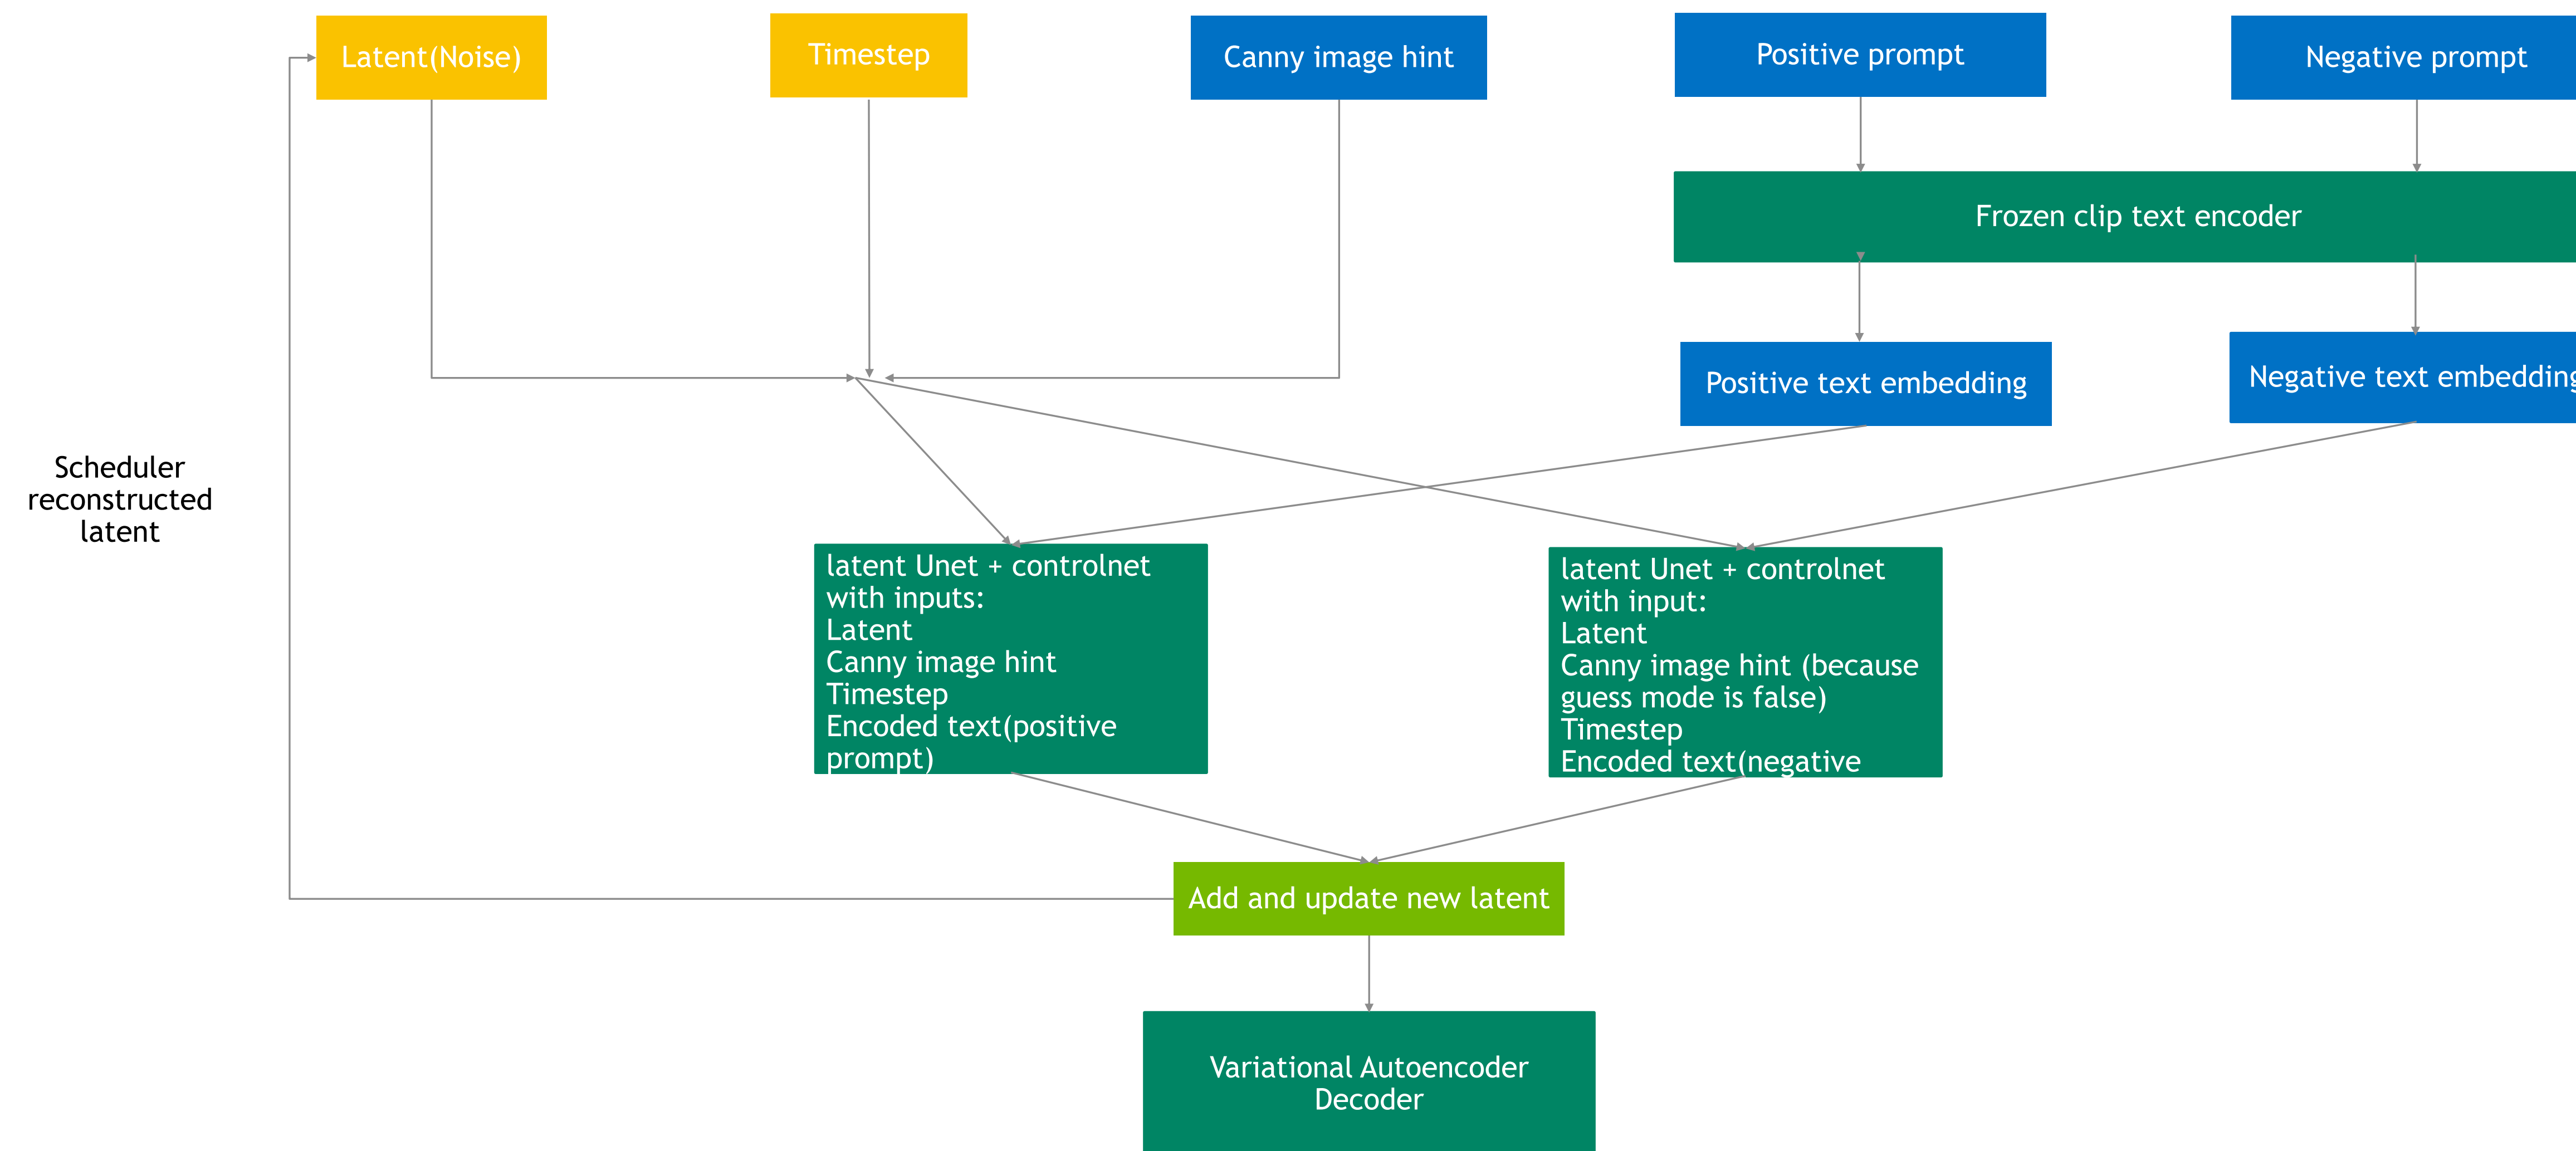 Latent(Noise)
Timestep
Canny image hint
Positive prompt
Negative prompt
Frozen clip text encoder
Positive text embedding
Negative text embedding
Scheduler
reconstructed
latent
latent Unet + controlnet
with inputs:
Latent
Canny image hint
Timestep
Encoded text(positive
prompt)
latent Unet + controlnet
with input:
Latent
Canny image hint (because
guess mode is false)
Timestep
Encoded text(negative
Add and update new latent
Variational Autoencoder
Decoder